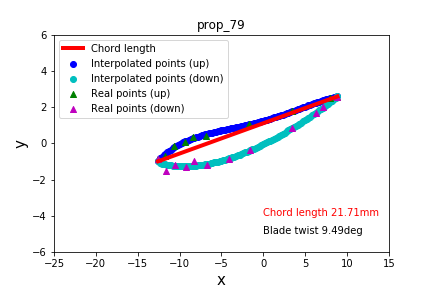 prop_79
6
4
2
0
−2
−4
−6
y
Chord length
Interpolated points (up)
Interpolated points (down)
Real points (up)
Real points (down)
Chord length 21.71mm
Blade twist 9.49deg
−25 −20 −15 −10 −5 0 5 10 15
x